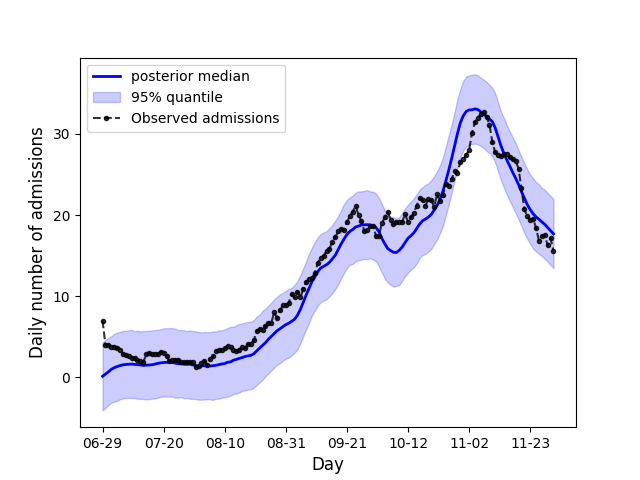 posterior median
95% quantile
Observed admissions
Daily number of admissions
30
20
10
0
06-29 07-20 08-10 08-31 09-21 10-12 11-02 11-23
Day